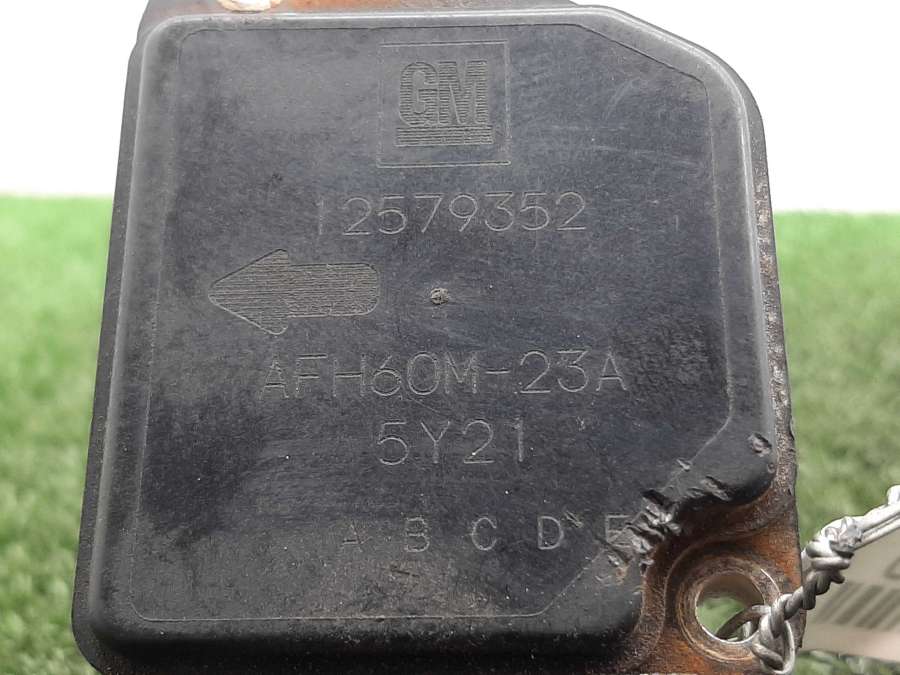 GM
12579352
AFH60M-23A
5Y21
A B C D E